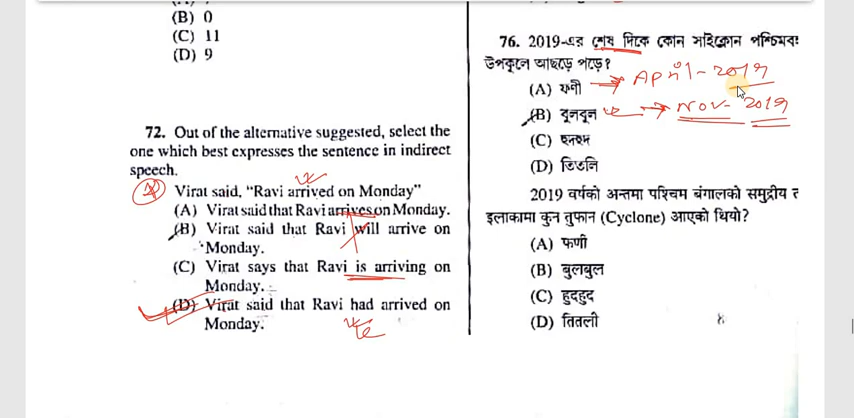 (B) 0
(C) 11
(D) 9
72. Out of the alternative suggested, select the
one which best expresses the sentence in indirect
speech.
Virat said, “Ravi arrived on Monday”
(A) Virat said that Ravi arrives on Monday.
(B) Virat said that Ravi will arrive on
Monday.
(C) Virat says that Ravi is arriving on
Monday.
(D) Virat said that Ravi had arrived on
Monday.
76. 2019-এর শেষ দিকে কোন সাইক্লোন পশ্চিমবঃ
উপকূলে আছড়ে পড়ে?
(A) ফণী → April - 2019
(B) বুলবুল → Nov - 2019
(C) হুদহুদ
(D) তিতলি
2019 वर्षको अन्तमा पश्चिम बंगालको समुद्रीय त
इलाकामा कुन तुफान (Cyclone) आएको थियो?
(A) फणी
(B) बुलबुल
(C) हुदहुद
(D) तितली